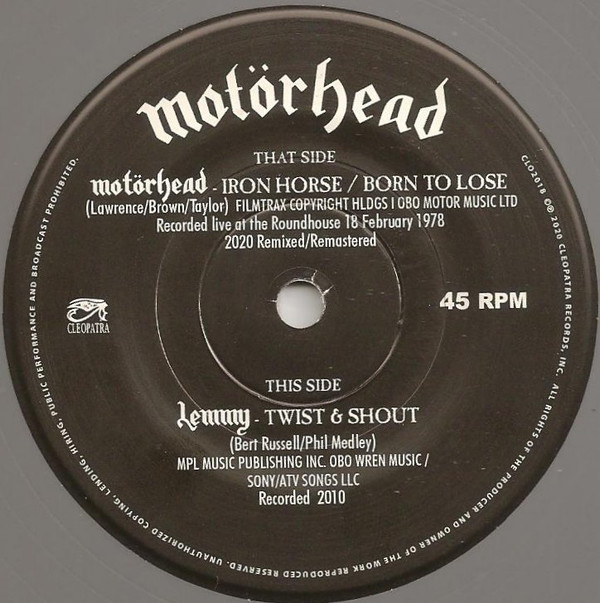 motörhead
THAT SIDE
motörhead - IRON HORSE / BORN TO LOSE
(Lawrence/Brown/Taylor) FILMTRAX COPYRIGHT HLDGS I OBO MOTOR MUSIC LTD
Recorded live at the Roundhouse 18 February 1978
2020 Remixed/Remastered
45 RPM
CLEOPATRA
THIS SIDE
Lemmy - TWIST & SHOUT
(Bert Russell/Phil Medley)
MPL MUSIC PUBLISHING INC. OBO WREN MUSIC /
SONY/ATV SONGS LLC
Recorded 2010
CLO2018 ©℗ 2020 CLEOPATRA RECORDS, INC. ALL RIGHTS OF THE PRODUCER AND OWNER OF THE WORK REPRODUCED RESERVED. UNAUTHORIZED COPYING, LENDING, HIRING, PUBLIC PERFORMANCE AND BROADCAST PROHIBITED.